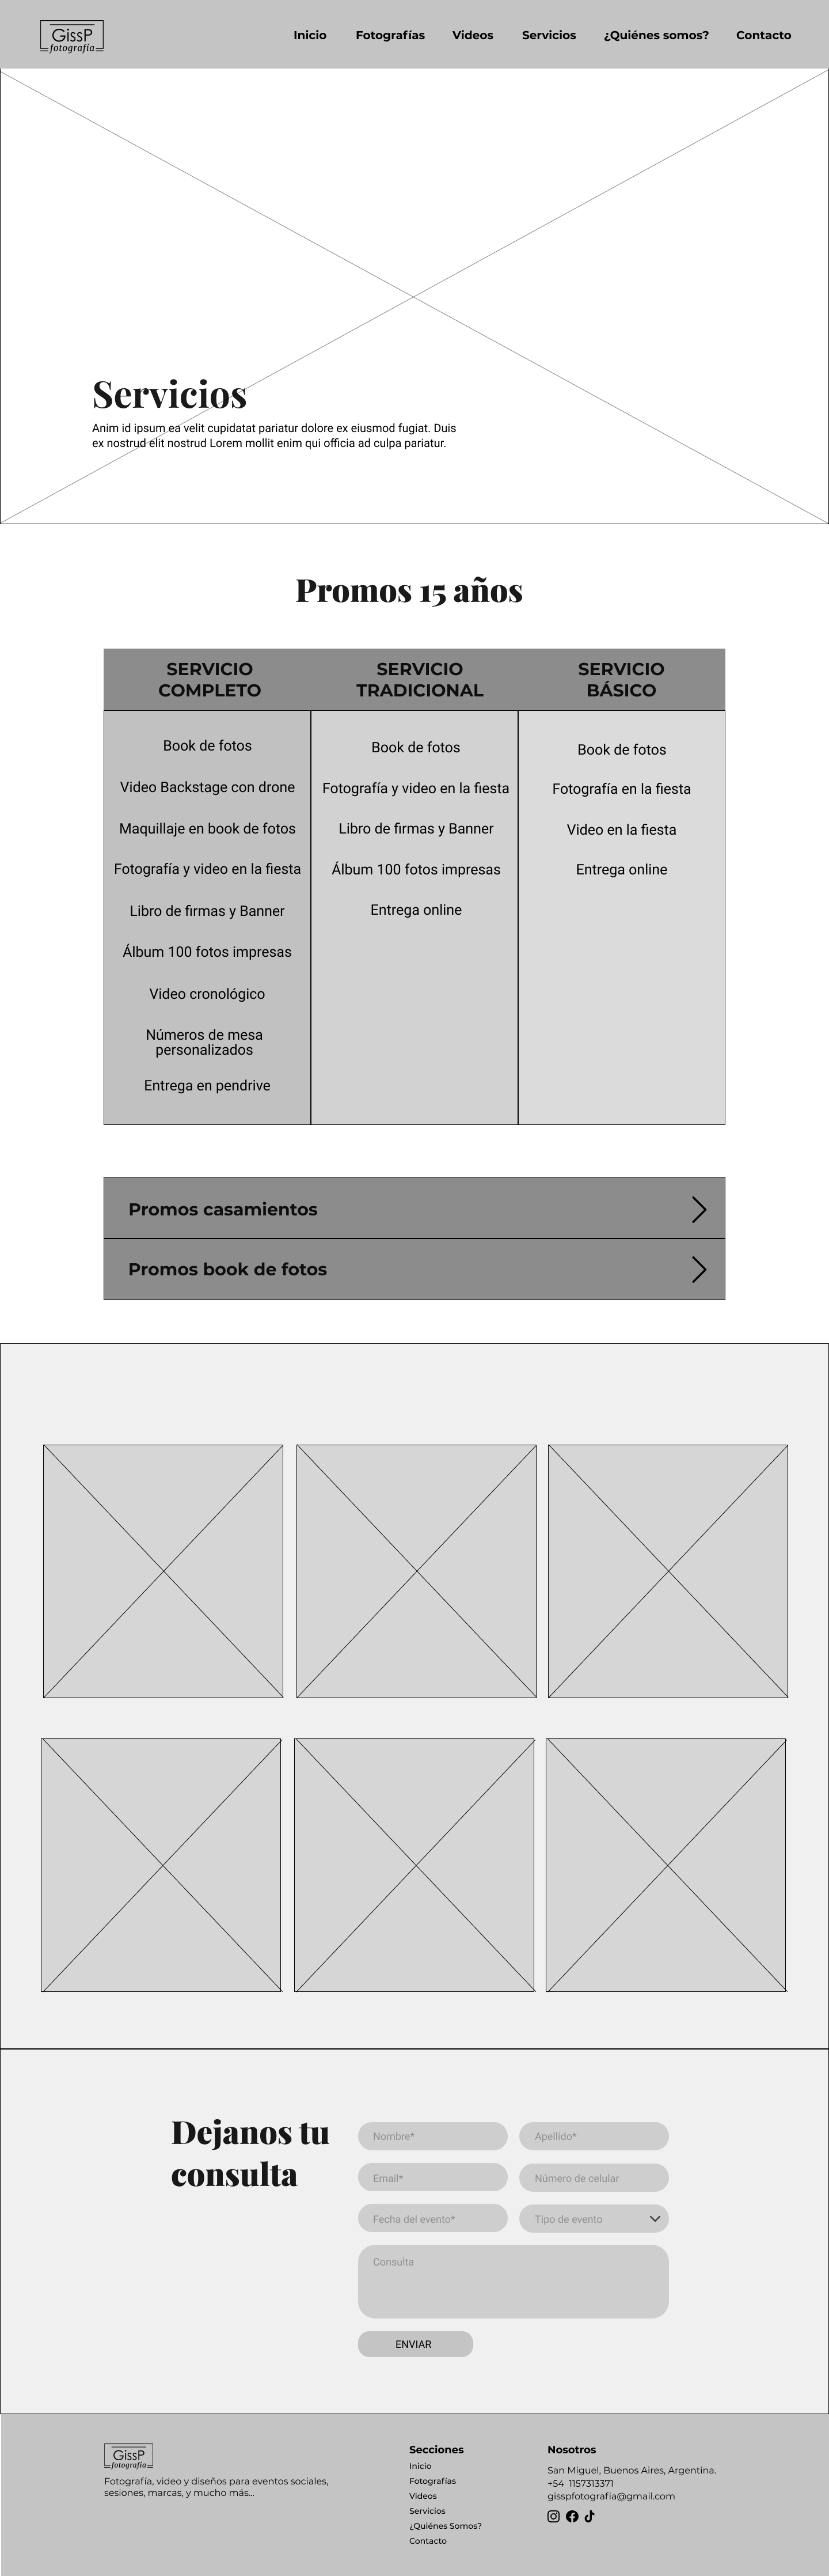 GissP
fotografía
Inicio
Fotografías
Videos
Servicios
¿Quiénes somos?
Contacto
Servicios
Anim id ipsum ea velit cupidatat pariatur dolore ex eiusmod fugiat. Duis
ex nostrud elit nostrud Lorem mollit enim qui officia ad culpa pariatur.
Promos 15 años
SERVICIO
COMPLETO
Book de fotos
Video Backstage con drone
Maquillaje en book de fotos
Fotografía y video en la fiesta
Libro de firmas y Banner
Álbum 100 fotos impresas
Video cronológico
Números de mesa
personalizados
Entrega en pendrive
SERVICIO
TRADICIONAL
Book de fotos
Fotografía y video en la fiesta
Libro de firmas y Banner
Álbum 100 fotos impresas
Entrega online
SERVICIO
BÁSICO
Book de fotos
Fotografía en la fiesta
Video en la fiesta
Entrega online
Promos casamientos
Promos book de fotos
Dejanos tu
consulta
Nombre*
Apellido*
Email*
Número de celular
Fecha del evento*
Tipo de evento
Consulta
ENVIAR
GissP
fotografía
Fotografía, video y diseños para eventos sociales,
sesiones, marcas, y mucho más...
Secciones
Inicio
Fotografías
Videos
Servicios
¿Quiénes Somos?
Contacto
Nosotros
San Miguel, Buenos Aires, Argentina.
+54 1157313371
gisspfotografia@gmail.com